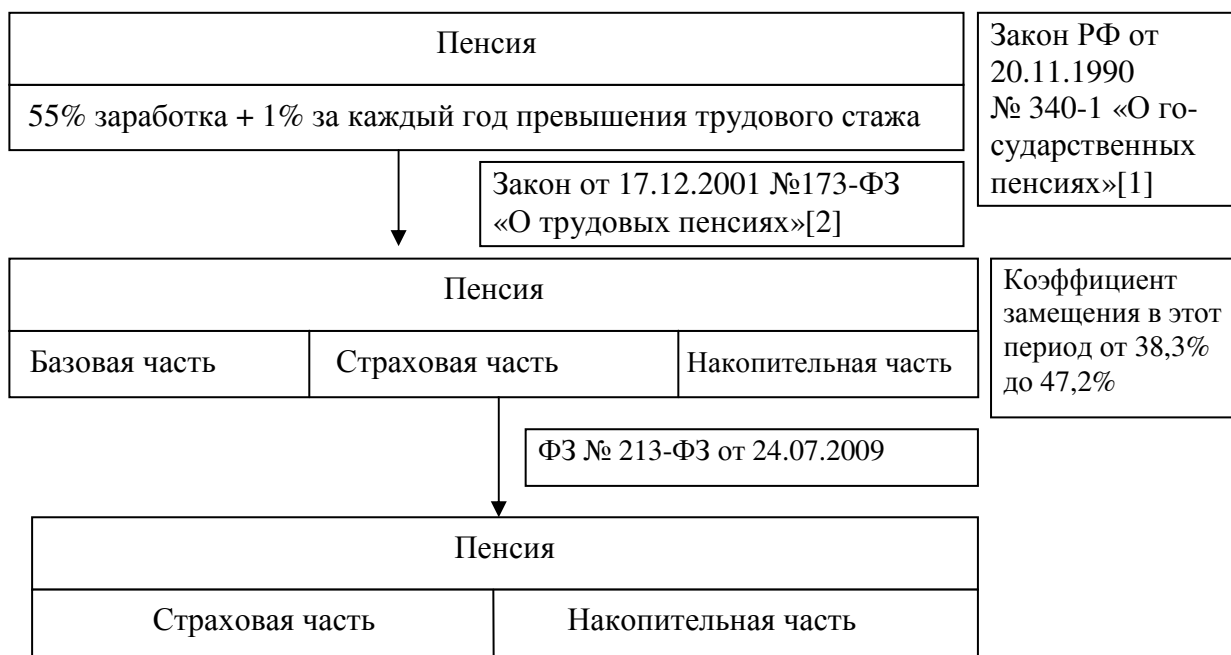 Пенсия
55% заработка + 1% за каждый год превышения трудового стажа
Закон РФ от
20.11.1990
№ 340-1 «О го-
сударственных
пенсиях»[1]
Закон от 17.12.2001 №173-ФЗ
«О трудовых пенсиях»[2]
Пенсия
Базовая часть
Страховая часть
Накопительная часть
Коэффициент
замещения в этот
период от 38,3%
до 47,2%
ФЗ № 213-ФЗ от 24.07.2009
Пенсия
Страховая часть
Накопительная часть